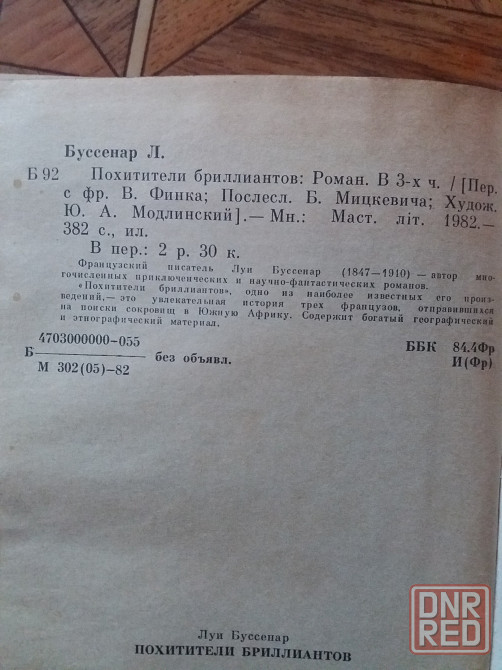 Буссенар Л.
Б 92 Похитители бриллиантов: Роман. В 3-х ч. / [Пер.
с фр. В. Финка; Послесл. Б. Мицкевича; Худож.
Ю. А. Модлинский].— Мн.: Маст. літ. 1982.—
382 с., ил.
В пер.: 2 р. 30 к.
Французский писатель Луи Буссенар (1847—1910) — автор мно-
гочисленных приключенческих и научно-фантастических романов.
«Похитители бриллиантов», одно из наиболее известных его произ-
ведений,— это увлекательная история трех французов, отправившихся
на поиски сокровищ в Южную Африку. Содержит богатый географический
и этнографический материал.
4703000000—055
Б без объявл.
М 302(05)—82
ББК 84.4Фр
И(Фр)
Луи Буссенар
ПОХИТИТЕЛИ БРИЛЛИАНТОВ
DNR
RED